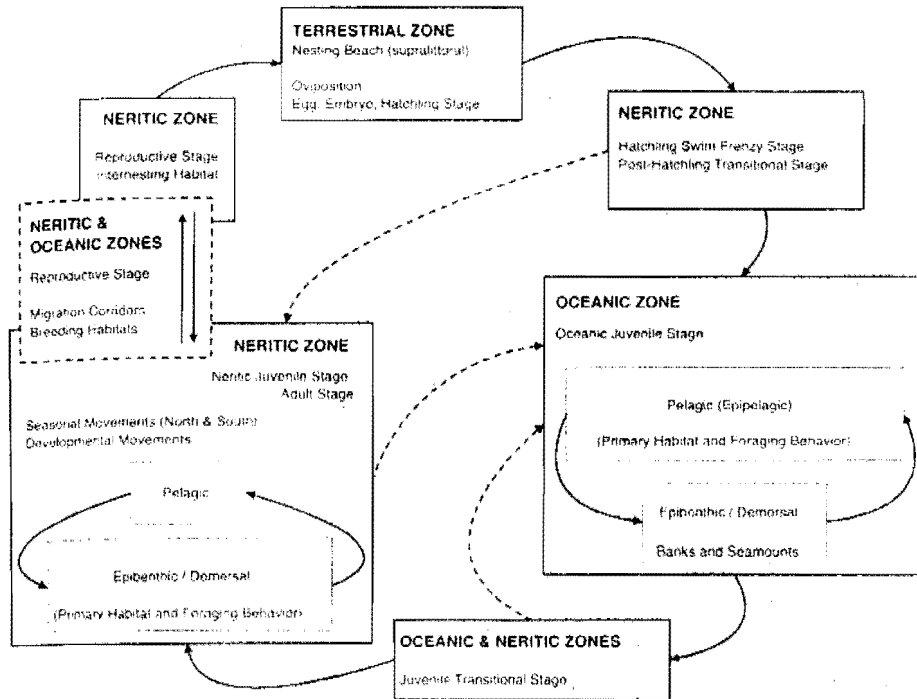 TERRESTRIAL ZONE
Nesting Beach (supralittoral)
Oviposition
Egg, Embryo, Hatchling Stage
NERITIC ZONE
Hatchling Swim Frenzy Stage
Post-Hatchling Transitional Stage
OCEANIC ZONE
Oceanic Juvenile Stage
Pelagic (Epipelagic)
(Primary Habitat and Foraging Behavior)
Epibenthic / Demersal
Banks and Seamounts
OCEANIC & NERITIC ZONES
Juvenile Transitional Stage
NERITIC ZONE
Neritic Juvenile Stage
Adult Stage
Seasonal Movements (North & South)
Developmental Movements
Pelagic
Epibenthic / Demersal
(Primary Habitat and Foraging Behavior)
NERITIC &
OCEANIC ZONES
Reproductive Stage
Migration Corridors
Breeding Habitats
NERITIC ZONE
Reproductive Stage
Internesting Habitat